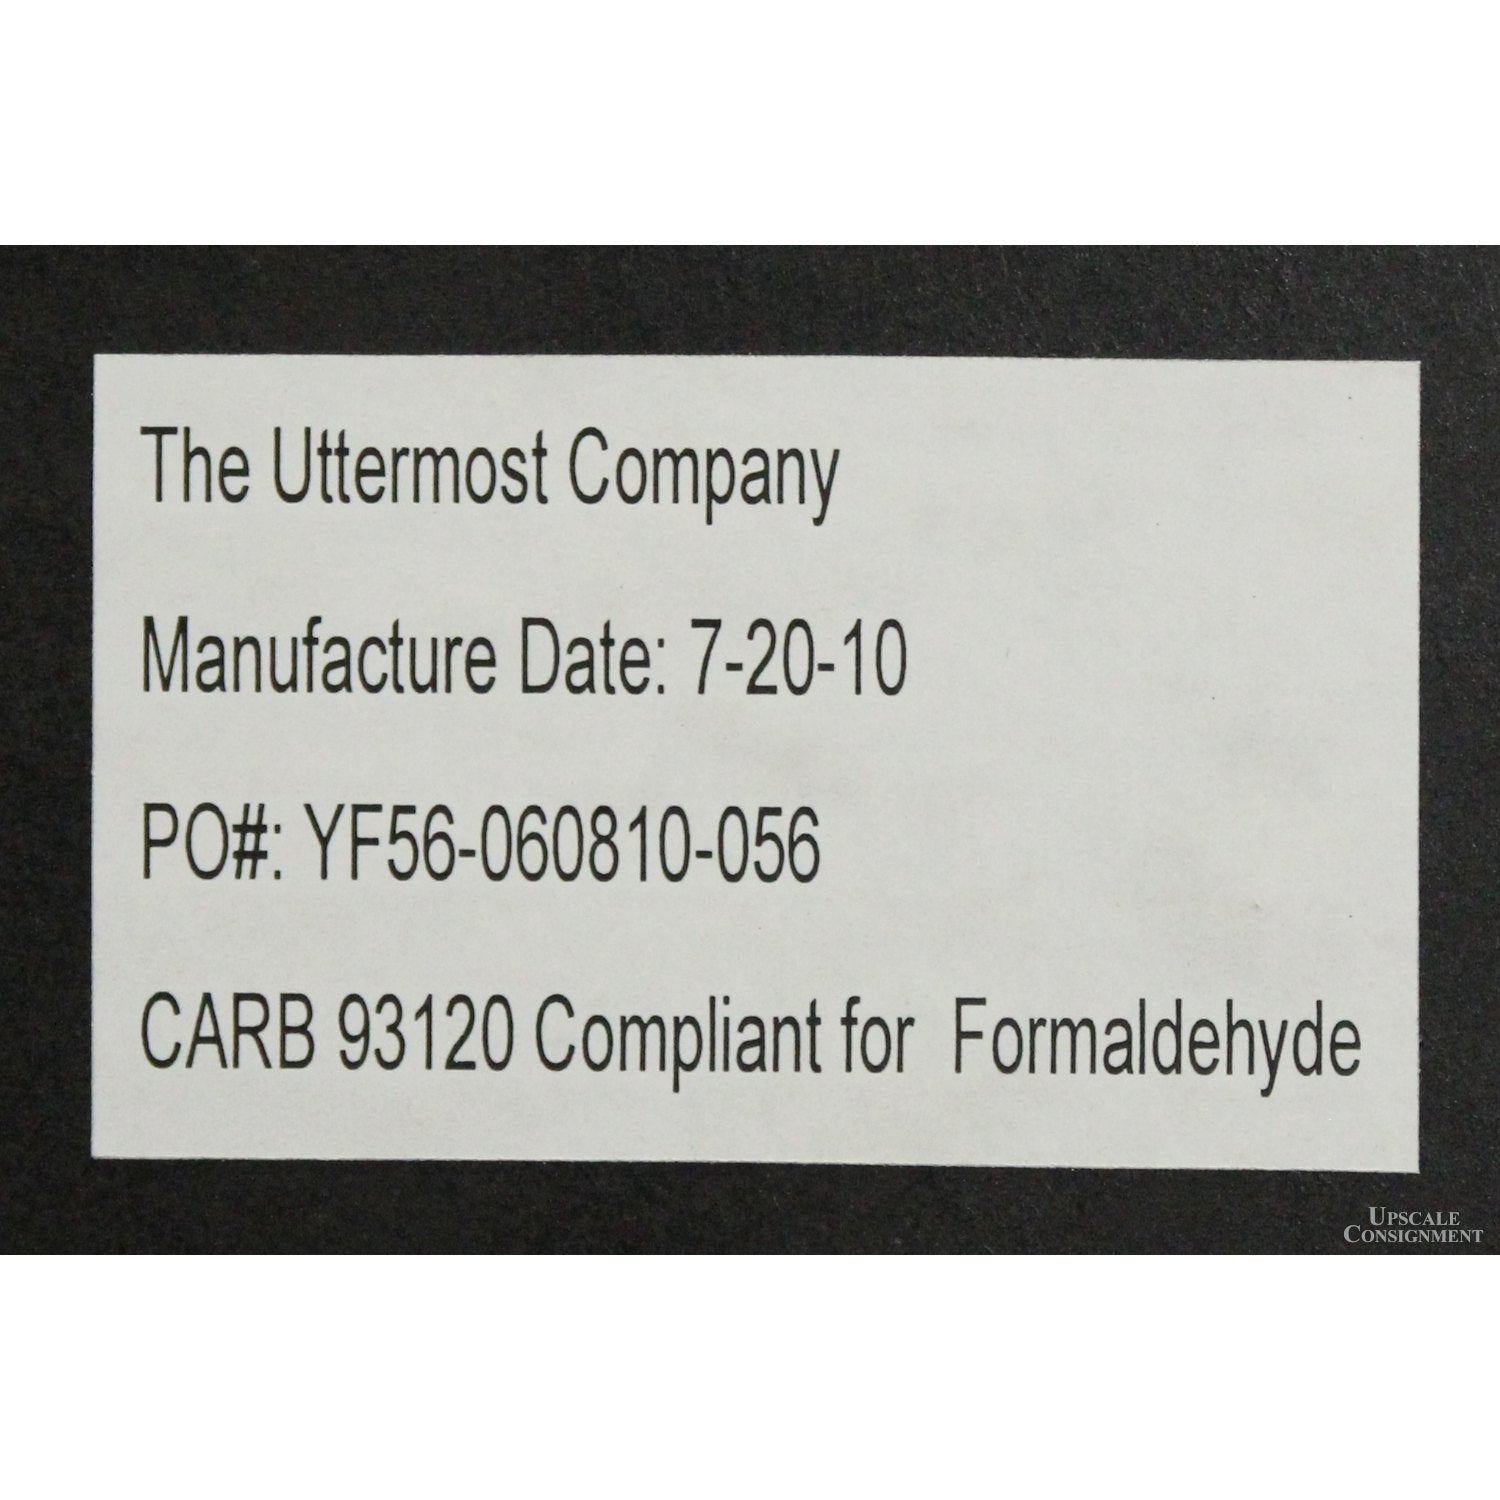 The Uttermost Company
Manufacture Date: 7-20-10
PO#: YF56-060810-056
CARB 93120 Compliant for  Formaldehyde
UPSCALE
CONSIGNMENT